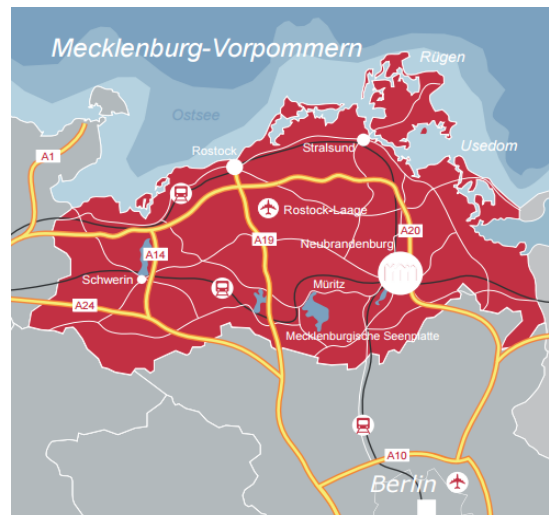 Mecklenburg-Vorpommern
Rügen
Ostsee
A1
Rostock
Stralsund
Usedom
Rostock-Laage
A20
A19
Neubrandenburg
A14
Schwerin
Müritz
A24
Mecklenburgische Seenplatte
A10
Berlin